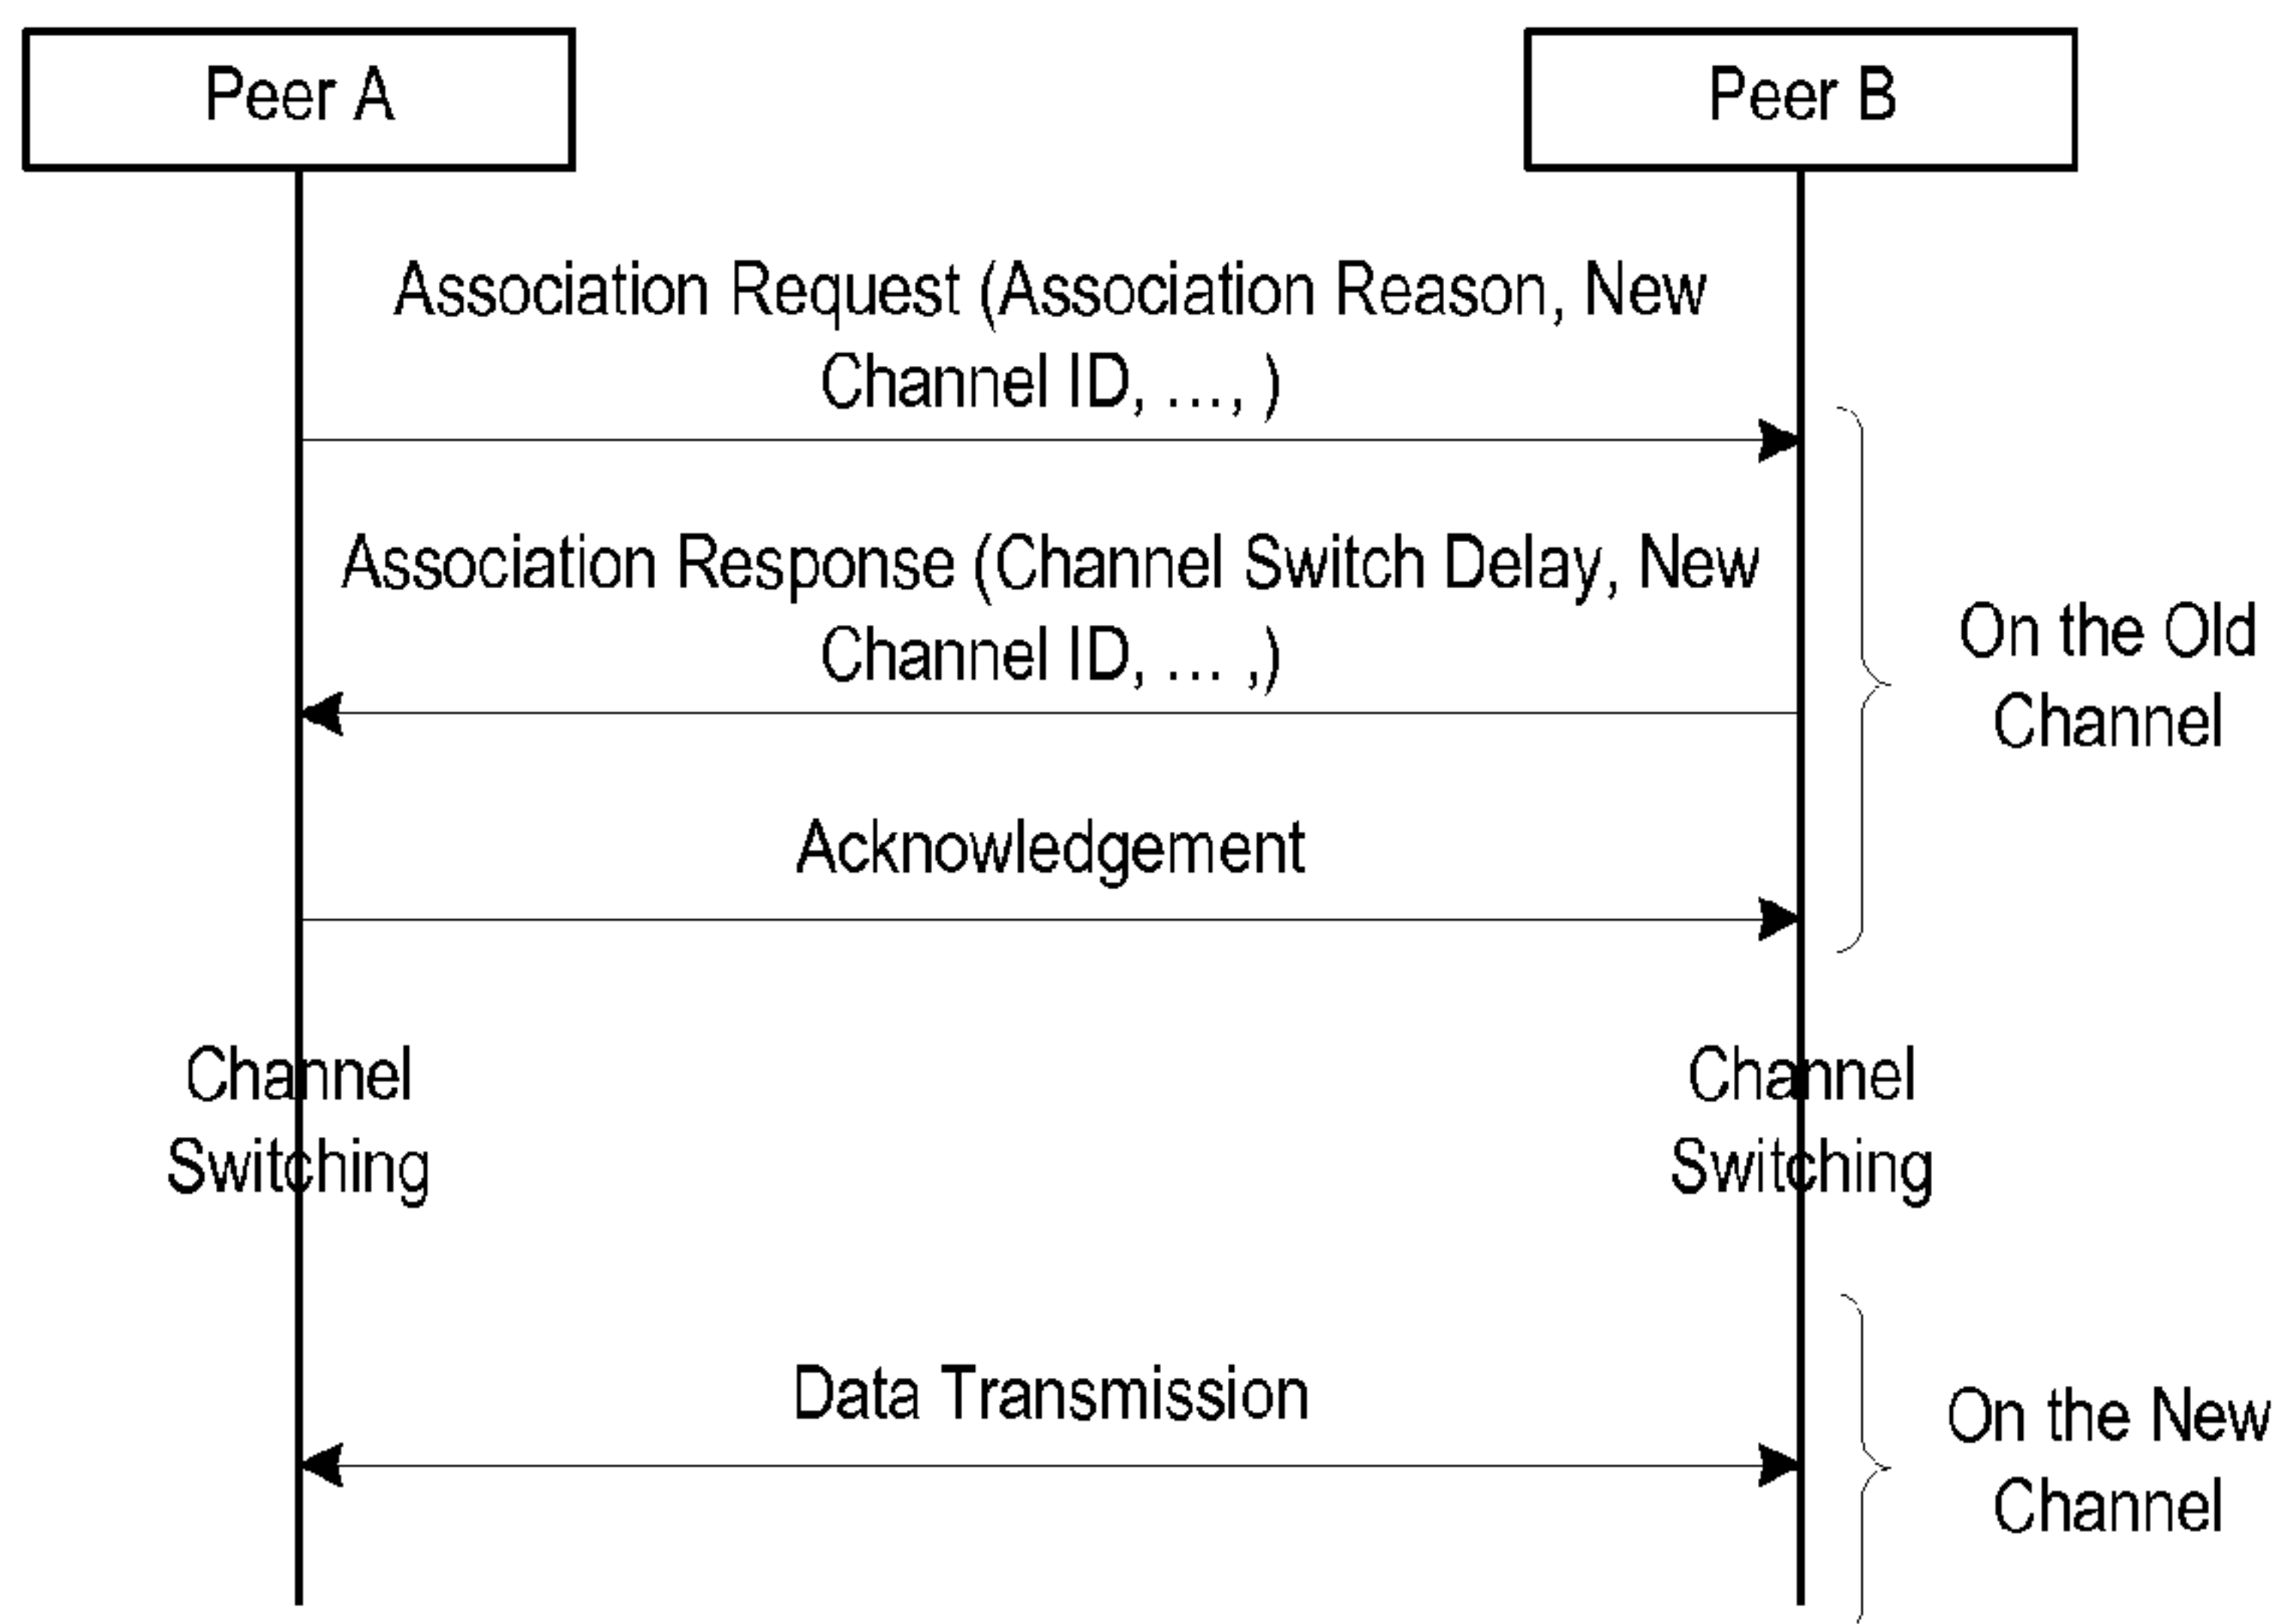 Peer A
Peer B
Association Request (Association Reason, New
Channel ID, ..., )
Association Response (Channel Switch Delay, New
Channel ID, ... ,)
On the Old
Channel
Acknowledgement
Channel
Switching
Channel
Switching
Data Transmission
On the New
Channel